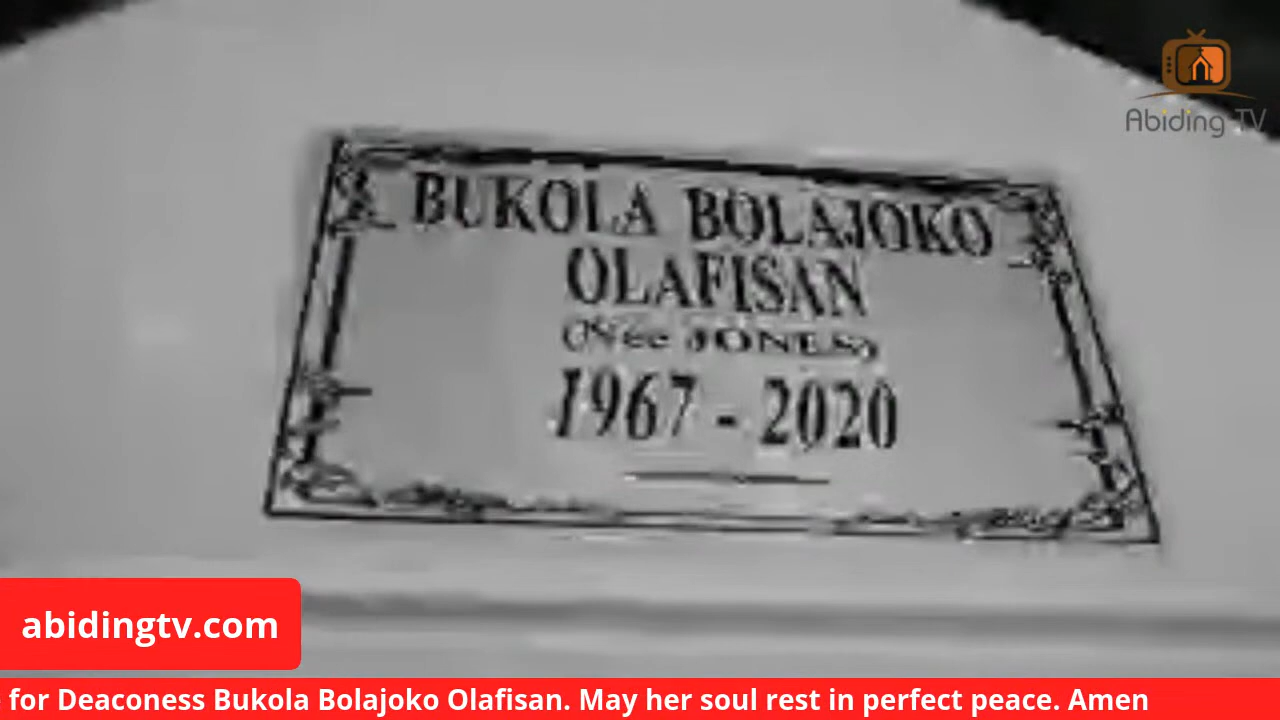 Abiding TV
BUKOLA BOLAJOKO
OLAFISAN
(Née JONES)
1967 - 2020
abidingtv.com
for Deaconess Bukola Bolajoko Olafisan. May her soul rest in perfect peace. Amen